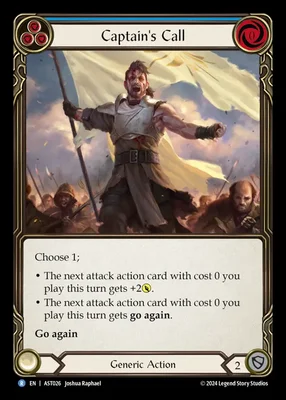 Captain's Call
Choose 1;
• The next attack action card with cost 0 you
play this turn gets +2.
• The next attack action card with cost 0 you
play this turn gets go again.
Go again
Generic Action
2
R EN | AST026 Joshua Raphael
© 2024 Legend Story Studios